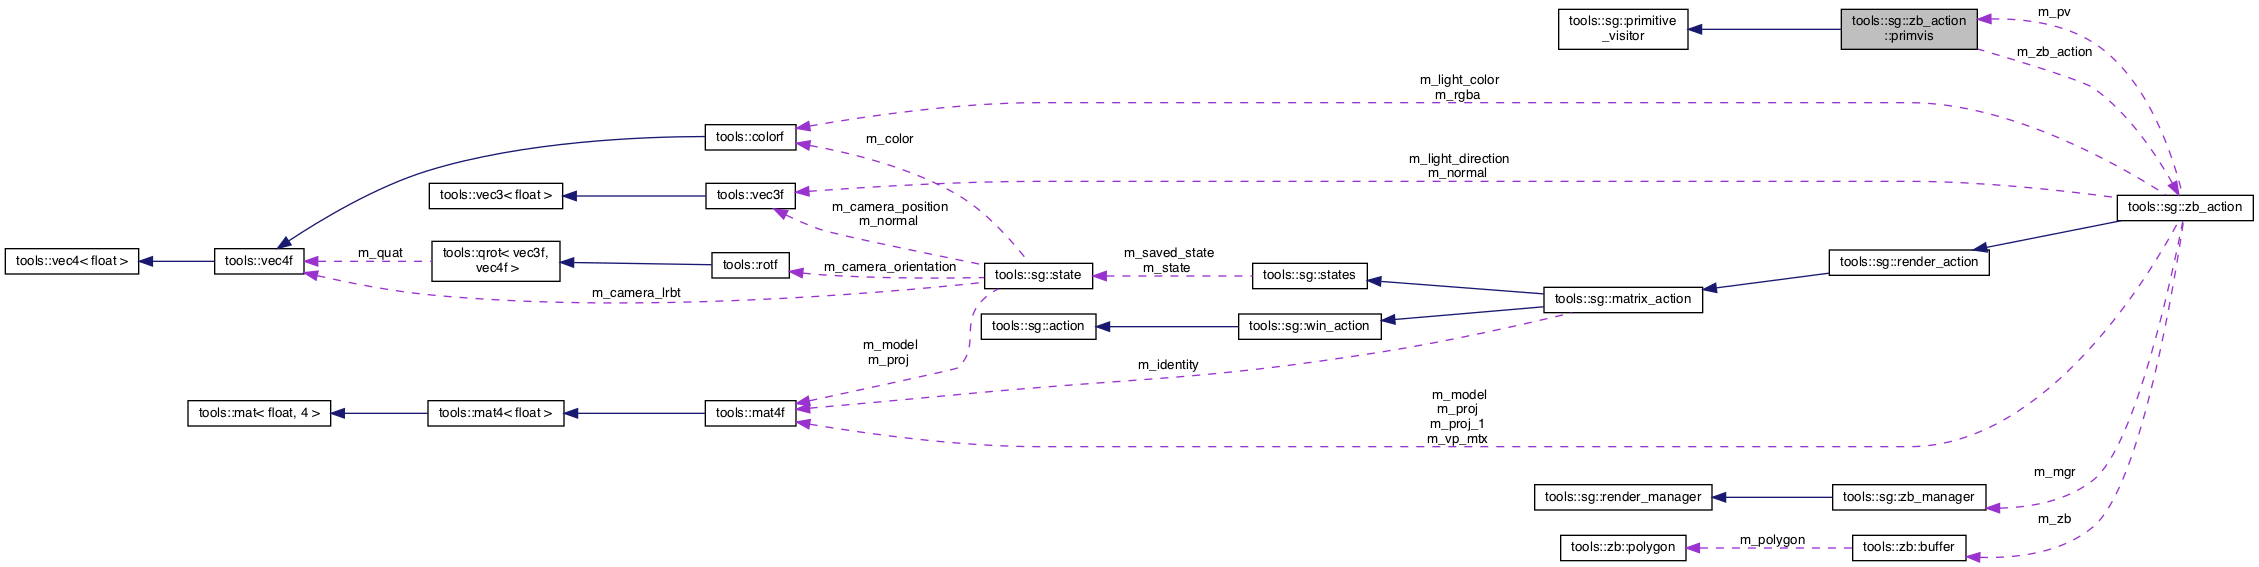 tools::sg::primitive
_visitor
tools::sg::zb_action
::primvis
m_pv
m_zb_action
m_light_color
m_rgba
tools::colorf
m_color
m_light_direction
m_normal
tools::vec3< float >
tools::vec3f
m_camera_position
m_normal
tools::sg::zb_action
tools::vec4< float >
tools::vec4f
m_quat
tools::qrot< vec3f,
vec4f >
tools::rotf
m_camera_orientation
m_camera_lrbt
tools::sg::state
m_saved_state
m_state
tools::sg::states
tools::sg::render_action
tools::sg::matrix_action
tools::sg::action
tools::sg::win_action
m_model
m_proj
m_identity
tools::mat< float, 4 >
tools::mat4< float >
tools::mat4f
m_model
m_proj
m_proj_1
m_vp_mtx
m_mgr
tools::sg::render_manager
tools::sg::zb_manager
m_zb
tools::zb::polygon
m_polygon
tools::zb::buffer